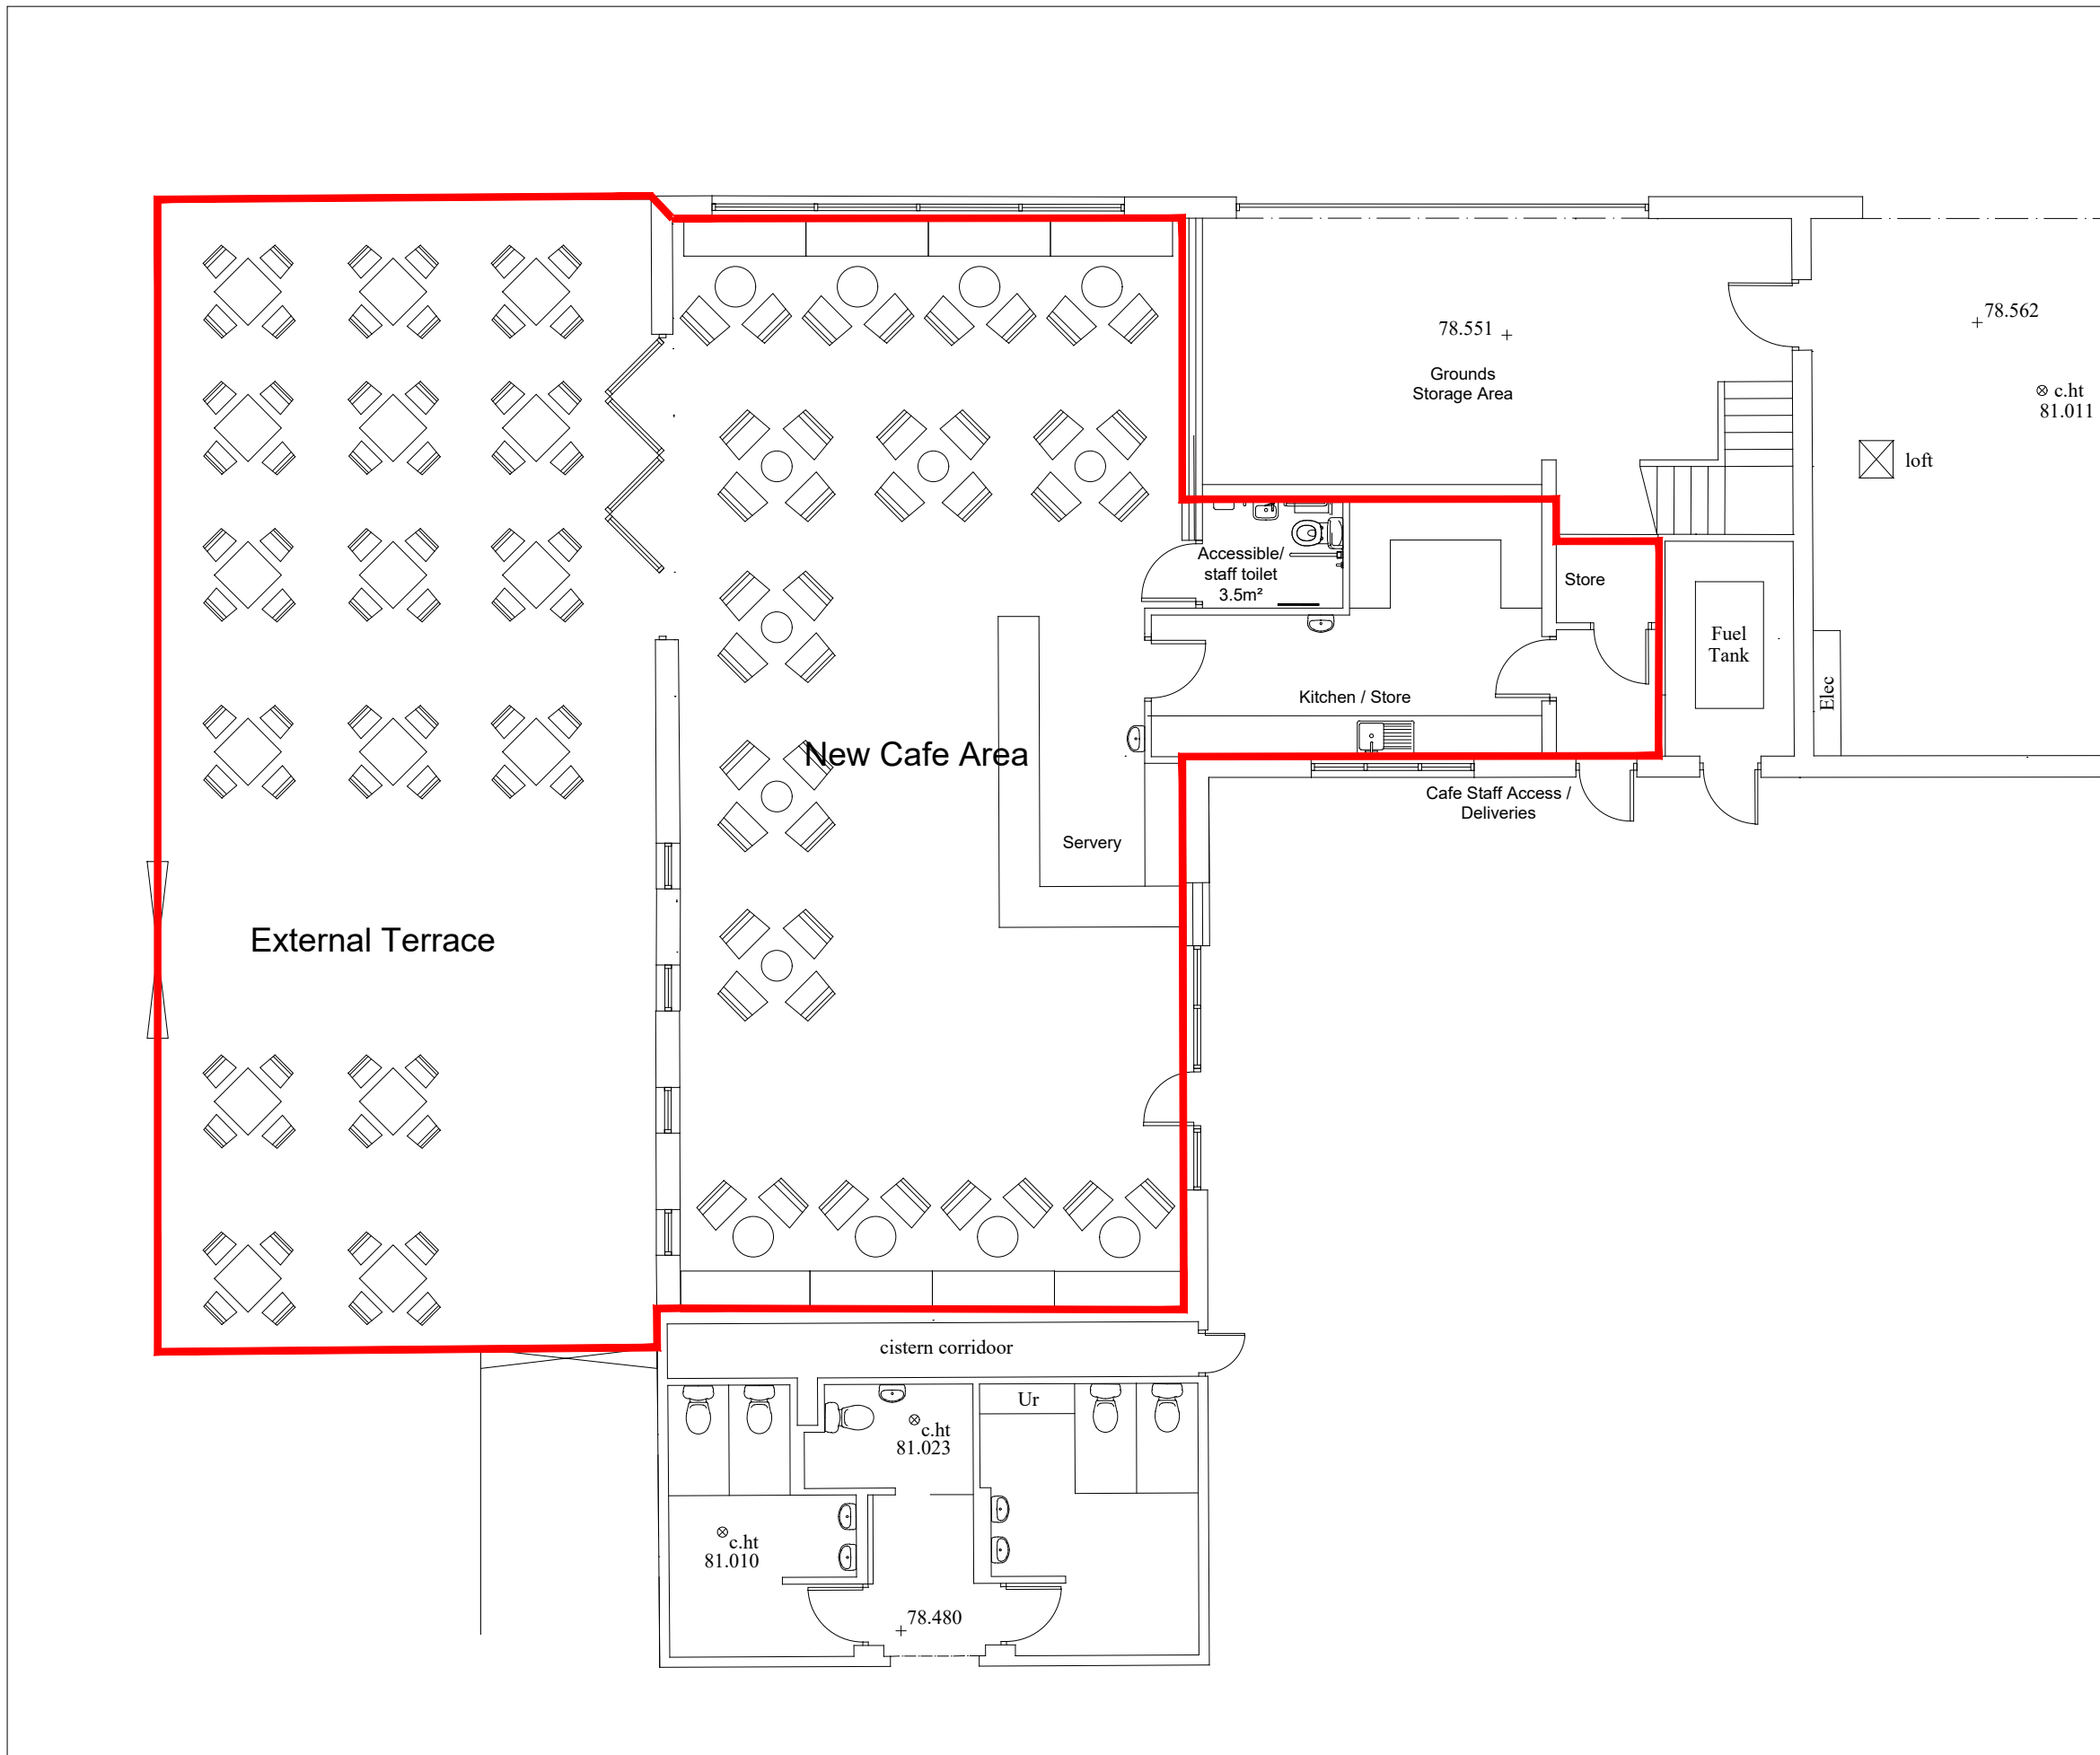 78.562
78.551
Grounds
Storage Area
c.ht
81.011
loft
Accessible/
staff toilet
3.5m²
Store
Fuel
Tank
Elec
Kitchen / Store
New Cafe Area
Cafe Staff Access /
Deliveries
Servery
External Terrace
cistern corridoor
Ur
c.ht
81.023
c.ht
81.010
78.480